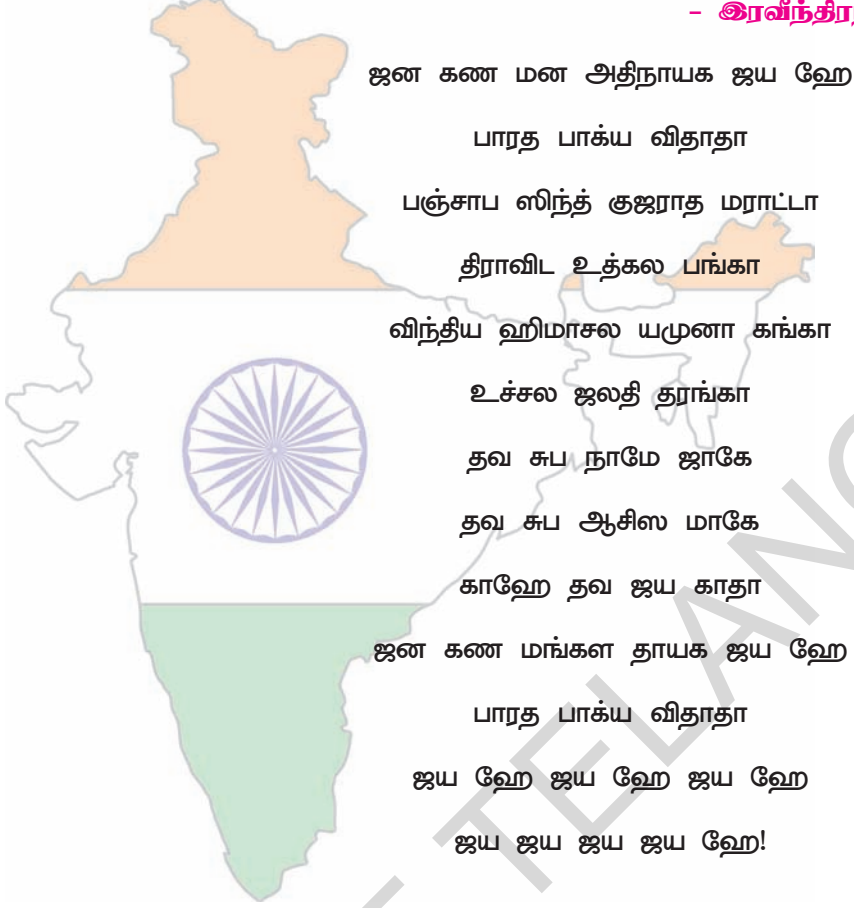 – இரவீந்திர
ஜன கண மன அதிநாயக ஜய ஹே
பாரத பாக்ய விதாதா
பஞ்சாப ஸிந்த் குஜராத மராட்டா
திராவிட உத்கல பங்கா
விந்திய ஹிமாசல யமுனா கங்கா
உச்சல ஜலதி தரங்கா
தவ சுப நாமே ஜாகே
தவ சுப ஆசிஸ மாகே
காஹே தவ ஜய காதா
ஜன கண மங்கள தாயக ஜய ஹே
பாரத பாக்ய விதாதா
ஜய ஹே ஜய ஹே ஜய ஹே
ஜய ஜய ஜய ஜய ஹே!